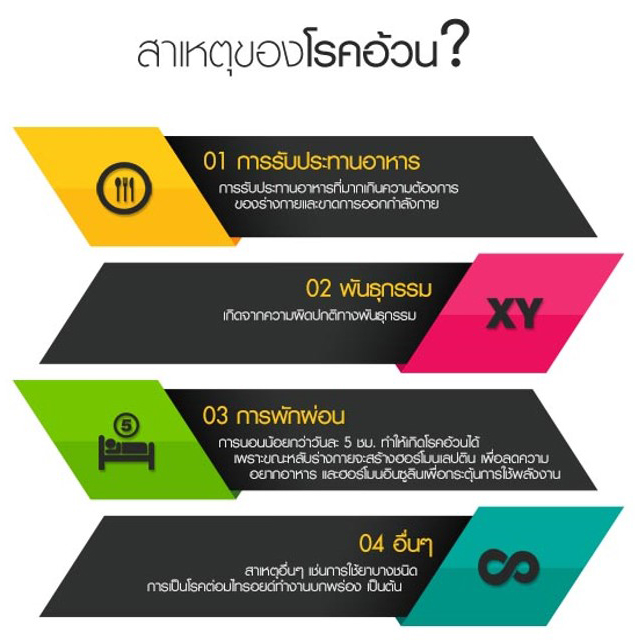 สาเหตุของโรคอ้วน?
01 การรับประทานอาหาร
การรับประทานอาหารที่มากเกินความต้องการ
ของร่างกายและขาดการออกกำลังกาย
02 พันธุกรรม
เกิดจากความผิดปกติทางพันธุกรรม
XY
03 การพักผ่อน
5
การนอนน้อยกว่าวันละ 5 ชม. ทำให้เกิดโรคอ้วนได้
เพราะขณะหลับร่างกายจะสร้างฮอร์โมนเลปติน เพื่อลดความ
อยากอาหาร และฮอร์โมนอินซูลินเพื่อกระตุ้นการใช้พลังงาน
04 อื่นๆ
สาเหตุอื่นๆ เช่นการใช้ยาบางชนิด
การเป็นโรคต่อมไทรอยด์ทำงานบกพร่อง เป็นต้น